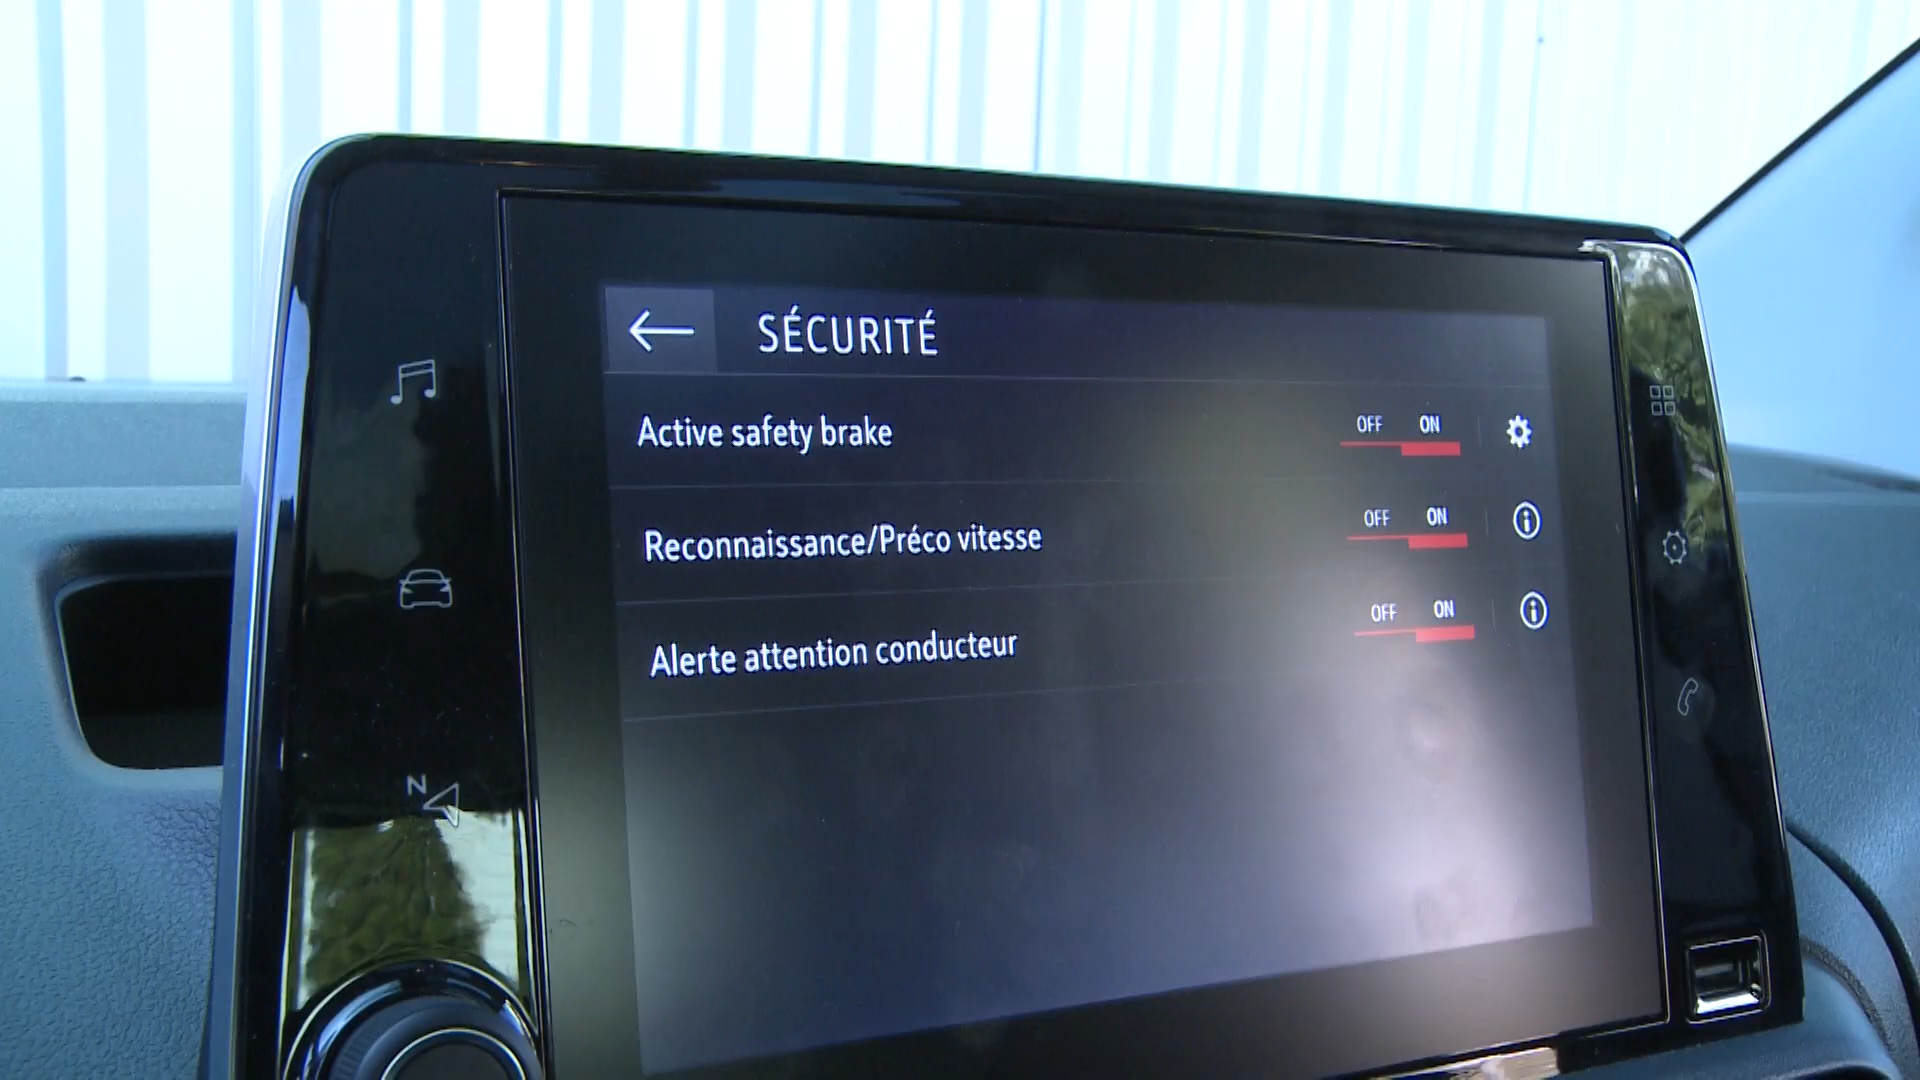 SÉCURITÉ
Active safety brake OFF ON
Reconnaissance/Préco vitesse OFF ON
Alerte attention conducteur OFF ON
N